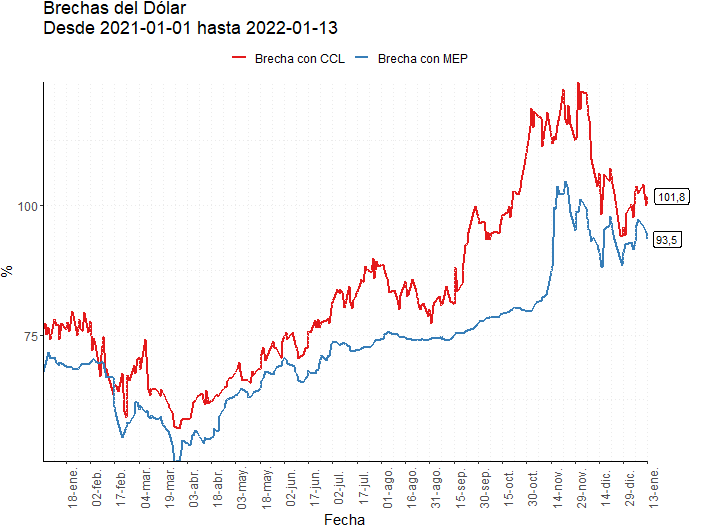 Brechas del Dólar
Desde 2021-01-01 hasta 2022-01-13
Brecha con CCL
Brecha con MEP
%
100
75
101,8
93,5
18-ene.
02-feb.
17-feb.
04-mar.
19-mar.
03-abr.
18-abr.
03-may.
18-may.
02-jun.
17-jun.
02-jul.
17-jul.
01-ago.
16-ago.
31-ago.
15-sep.
30-sep.
15-oct.
30-oct.
14-nov.
29-nov.
14-dic.
29-dic.
13-ene.
Fecha